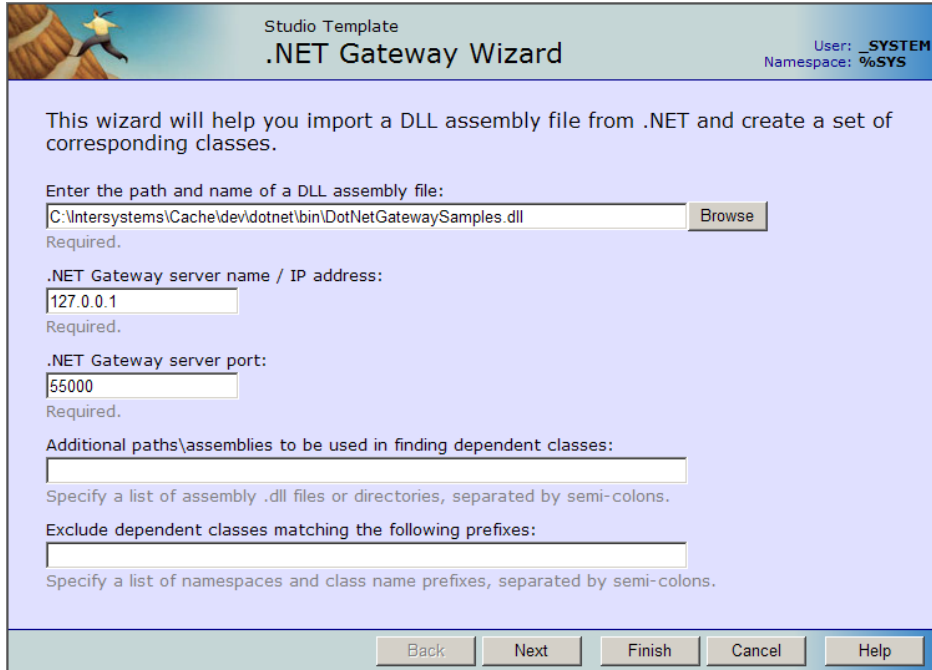 Studio Template
.NET Gateway Wizard
User: _SYSTEM
Namespace: %SYS
This wizard will help you import a DLL assembly file from .NET and create a set of
corresponding classes.
Enter the path and name of a DLL assembly file:
C:\Intersystems\Cache\dev\dotnet\bin\DotNetGatewaySamples.dll
Browse
Required.
.NET Gateway server name / IP address:
127.0.0.1
Required.
.NET Gateway server port:
55000
Required.
Additional paths\assemblies to be used in finding dependent classes:
Specify a list of assembly .dll files or directories, separated by semi-colons.
Exclude dependent classes matching the following prefixes:
Specify a list of namespaces and class name prefixes, separated by semi-colons.
Back Next Finish Cancel Help